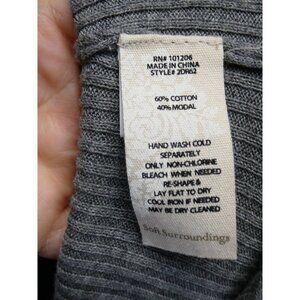 RN# 101206
MADE IN CHINA
STYLE# 2DR62
60% COTTON
40% MODAL
HAND WASH COLD
SEPARATELY
ONLY NON-CHLORINE
BLEACH WHEN NEEDED
RE-SHAPE &
LAY FLAT TO DRY
COOL IRON IF NEEDED
MAY BE DRY CLEANED
Soft Surroundings